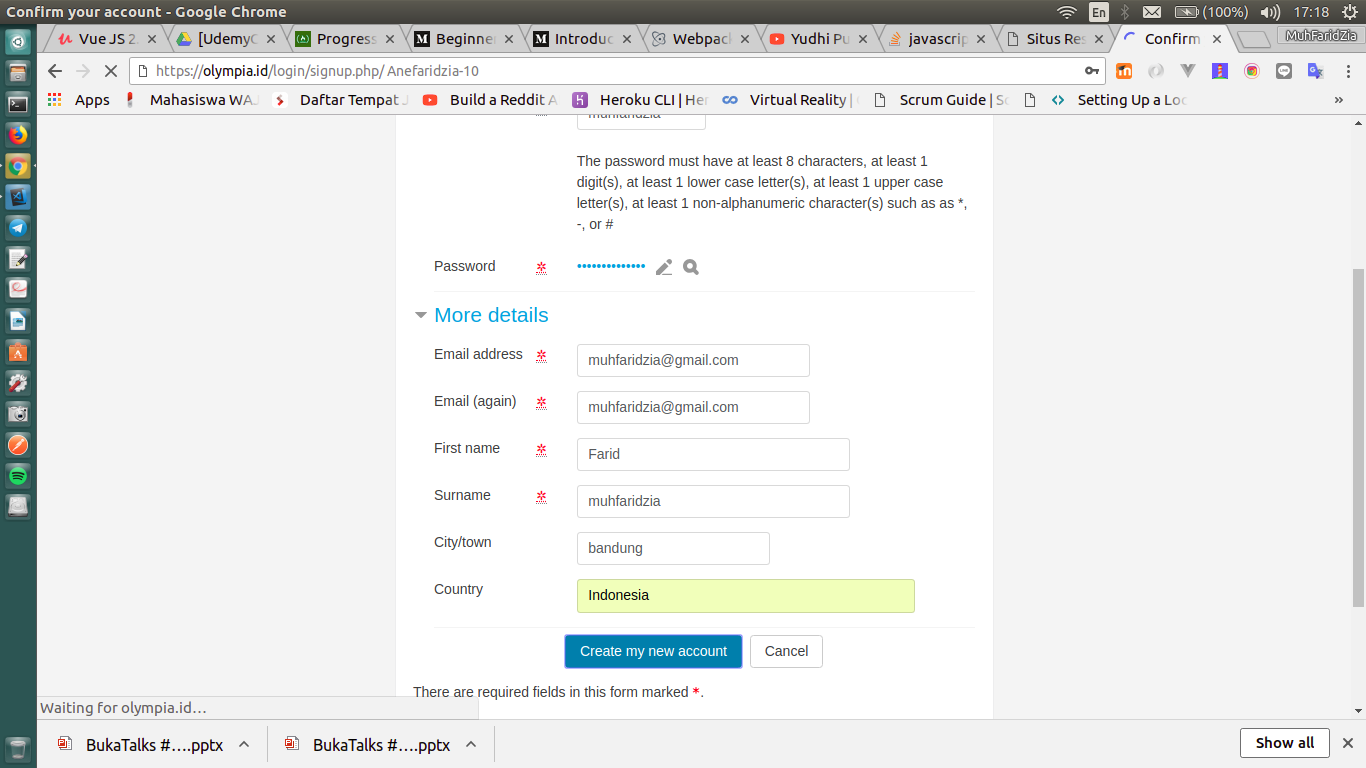 Confirm your account - Google Chrome
En
(100%)
17:18
Vue JS 2.
[UdemyC
Progress
Beginne
Introduc
Webpac
Yudhi Pu
javascrip
Situs Res
Confirm
MuhFaridZia
https://olympia.id/login/signup.php/ Anefaridzia-10
Apps
Mahasiswa WA
Daftar Tempat J
Build a Reddit A
Heroku CLI | Her
Virtual Reality |
Scrum Guide | Sc
Setting Up a Loc
»
muhfaridzia
The password must have at least 8 characters, at least 1
digit(s), at least 1 lower case letter(s), at least 1 upper case
letter(s), at least 1 non-alphanumeric character(s) such as as *,
-, or #
Password
••••••••••••••
More details
Email address
muhfaridzia@gmail.com
Email (again)
muhfaridzia@gmail.com
First name
Farid
Surname
muhfaridzia
City/town
bandung
Country
Indonesia
Create my new account
Cancel
There are required fields in this form marked *.
Waiting for olympia.id…
BukaTalks #….pptx
BukaTalks #….pptx
Show all